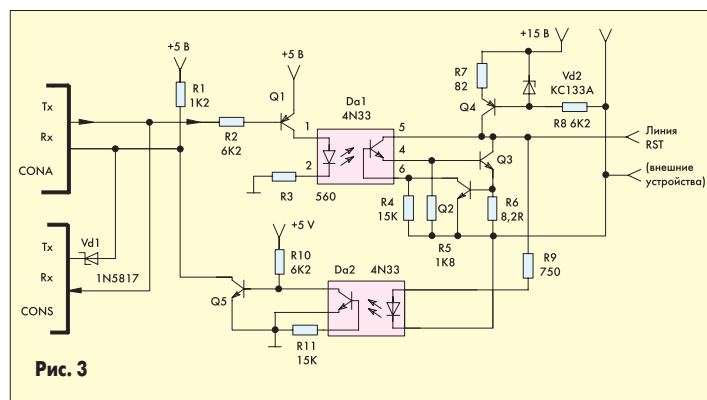 +5 В
+5 В
+15 В
R1
1K2
Q1
R7
82
Vd2
КС133А
Tx
Da1
4N33
Q4
R8 6K2
1
5
Линия
RST
Rx
R2
6K2
4
Q3
2
6
(внешние
устройства)
CONA
R3
560
R4
15K
Q2
R6
8,2R
Tx
Vd1
+5 V
R5
1K8
R9
750
R10
6K2
Da2
4N33
Rx
1N5817
Q5
CONS
R11
15K
Рис. 3